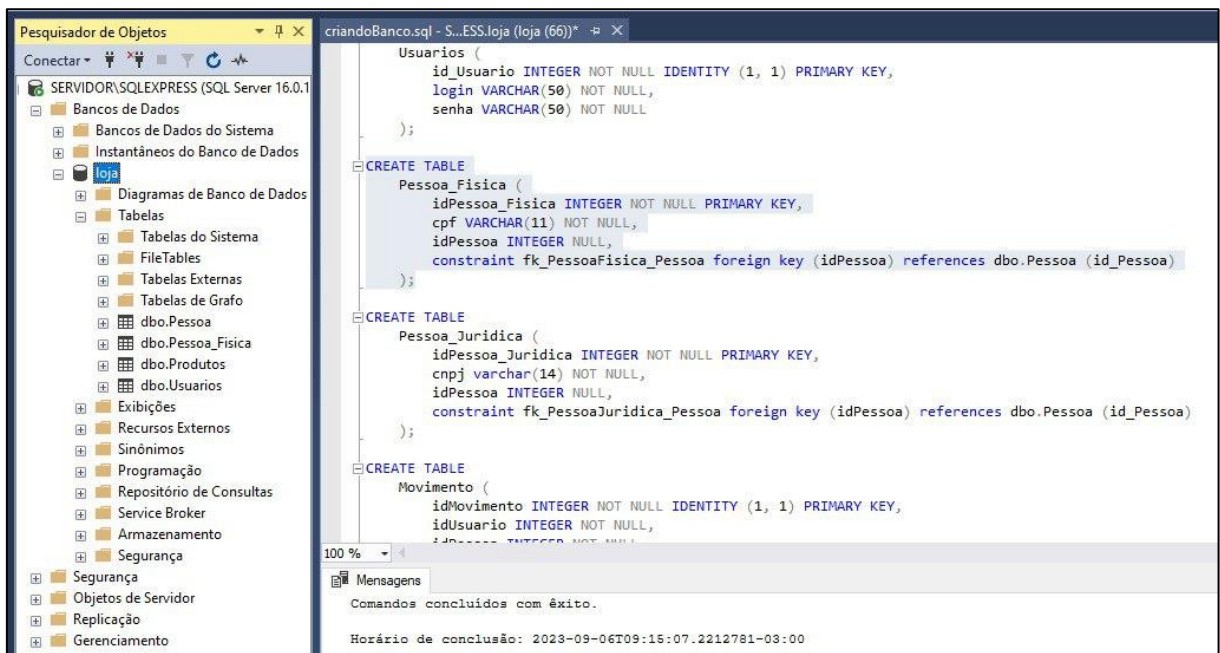 Pesquisador de Objetos
Conectar
SERVIDOR\SQLEXPRESS (SQL Server 16.0.1
Bancos de Dados
Bancos de Dados do Sistema
Instantâneos do Banco de Dados
loja
Diagramas de Banco de Dados
Tabelas
Tabelas do Sistema
FileTables
Tabelas Externas
Tabelas de Grafo
dbo.Pessoa
dbo.Pessoa_Fisica
dbo.Produtos
dbo.Usuarios
Exibições
Recursos Externos
Sinônimos
Programação
Repositório de Consultas
Service Broker
Armazenamento
Segurança
Segurança
Objetos de Servidor
Replicação
Gerenciamento
criandoBanco.sql - S...ESS.loja (loja (66))*
Usuarios (
id_Usuario INTEGER NOT NULL IDENTITY (1, 1) PRIMARY KEY,
login VARCHAR(50) NOT NULL,
senha VARCHAR(50) NOT NULL
);
CREATE TABLE
Pessoa_Fisica (
idPessoa_Fisica INTEGER NOT NULL PRIMARY KEY,
cpf VARCHAR(11) NOT NULL,
idPessoa INTEGER NULL,
constraint fk_PessoaFisica_Pessoa foreign key (idPessoa) references dbo.Pessoa (id_Pessoa)
);
CREATE TABLE
Pessoa_Juridica (
idPessoa_Juridica INTEGER NOT NULL PRIMARY KEY,
cnpj varchar(14) NOT NULL,
idPessoa INTEGER NULL,
constraint fk_PessoaJuridica_Pessoa foreign key (idPessoa) references dbo.Pessoa (id_Pessoa)
);
CREATE TABLE
Movimento (
idMovimento INTEGER NOT NULL IDENTITY (1, 1) PRIMARY KEY,
idUsuario INTEGER NOT NULL,
idPessoa INTEGER NOT NULL
100 %
Mensagens
Comandos concluídos com êxito.
Horário de conclusão: 2023-09-06T09:15:07.2212781-03:00